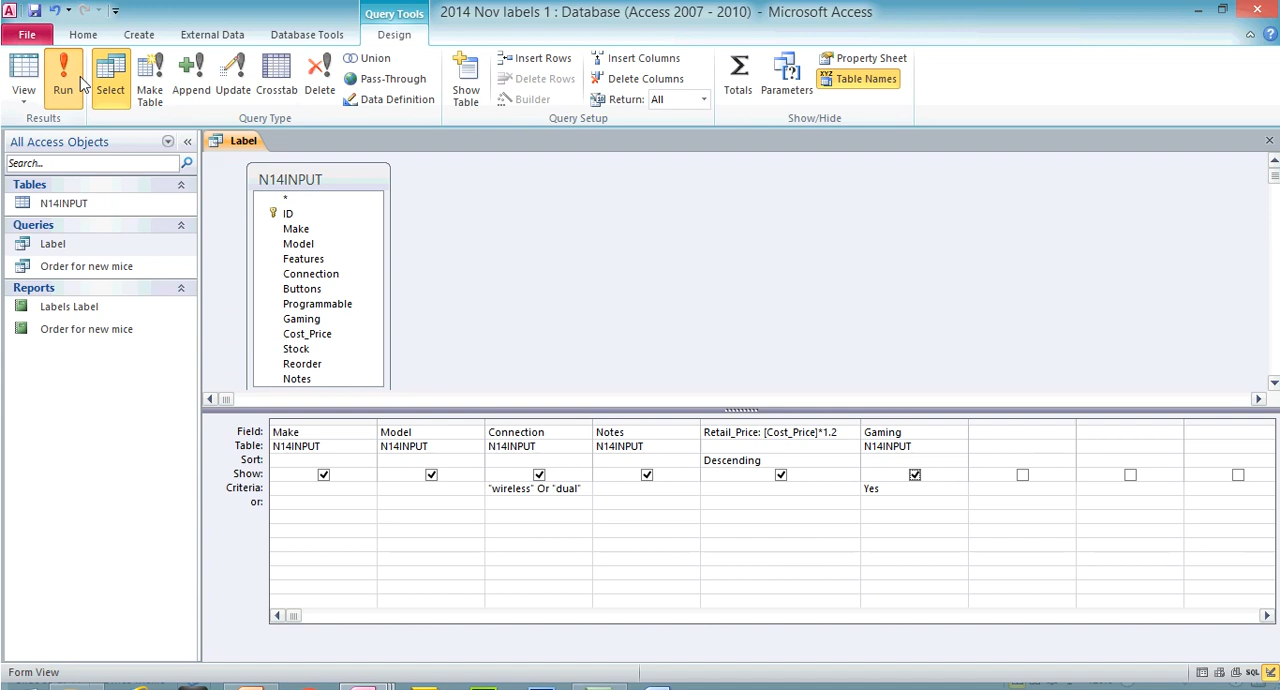 2014 Nov labels 1 : Database (Access 2007 - 2010) - Microsoft Access
Query Tools
File
Home
Create
External Data
Database Tools
Design
View
Run
Select
Make Table
Append
Update
Crosstab
Delete
Union
Pass-Through
Data Definition
Show Table
Insert Rows
Delete Rows
Builder
Insert Columns
Delete Columns
Return: All
Totals
Parameters
Property Sheet
Table Names
Results
Query Type
Query Setup
Show/Hide
All Access Objects
Search...
Tables
N14INPUT
Queries
Label
Order for new mice
Reports
Labels Label
Order for new mice
Label
N14INPUT
*
ID
Make
Model
Features
Connection
Buttons
Programmable
Gaming
Cost_Price
Stock
Reorder
Notes
Field: Make Model Connection Notes Retail_Price: [Cost_Price]*1.2 Gaming
Table: N14INPUT N14INPUT N14INPUT N14INPUT N14INPUT
Sort: Descending
Show:
Criteria: "wireless" Or "dual" Yes
or:
Form View
SQL